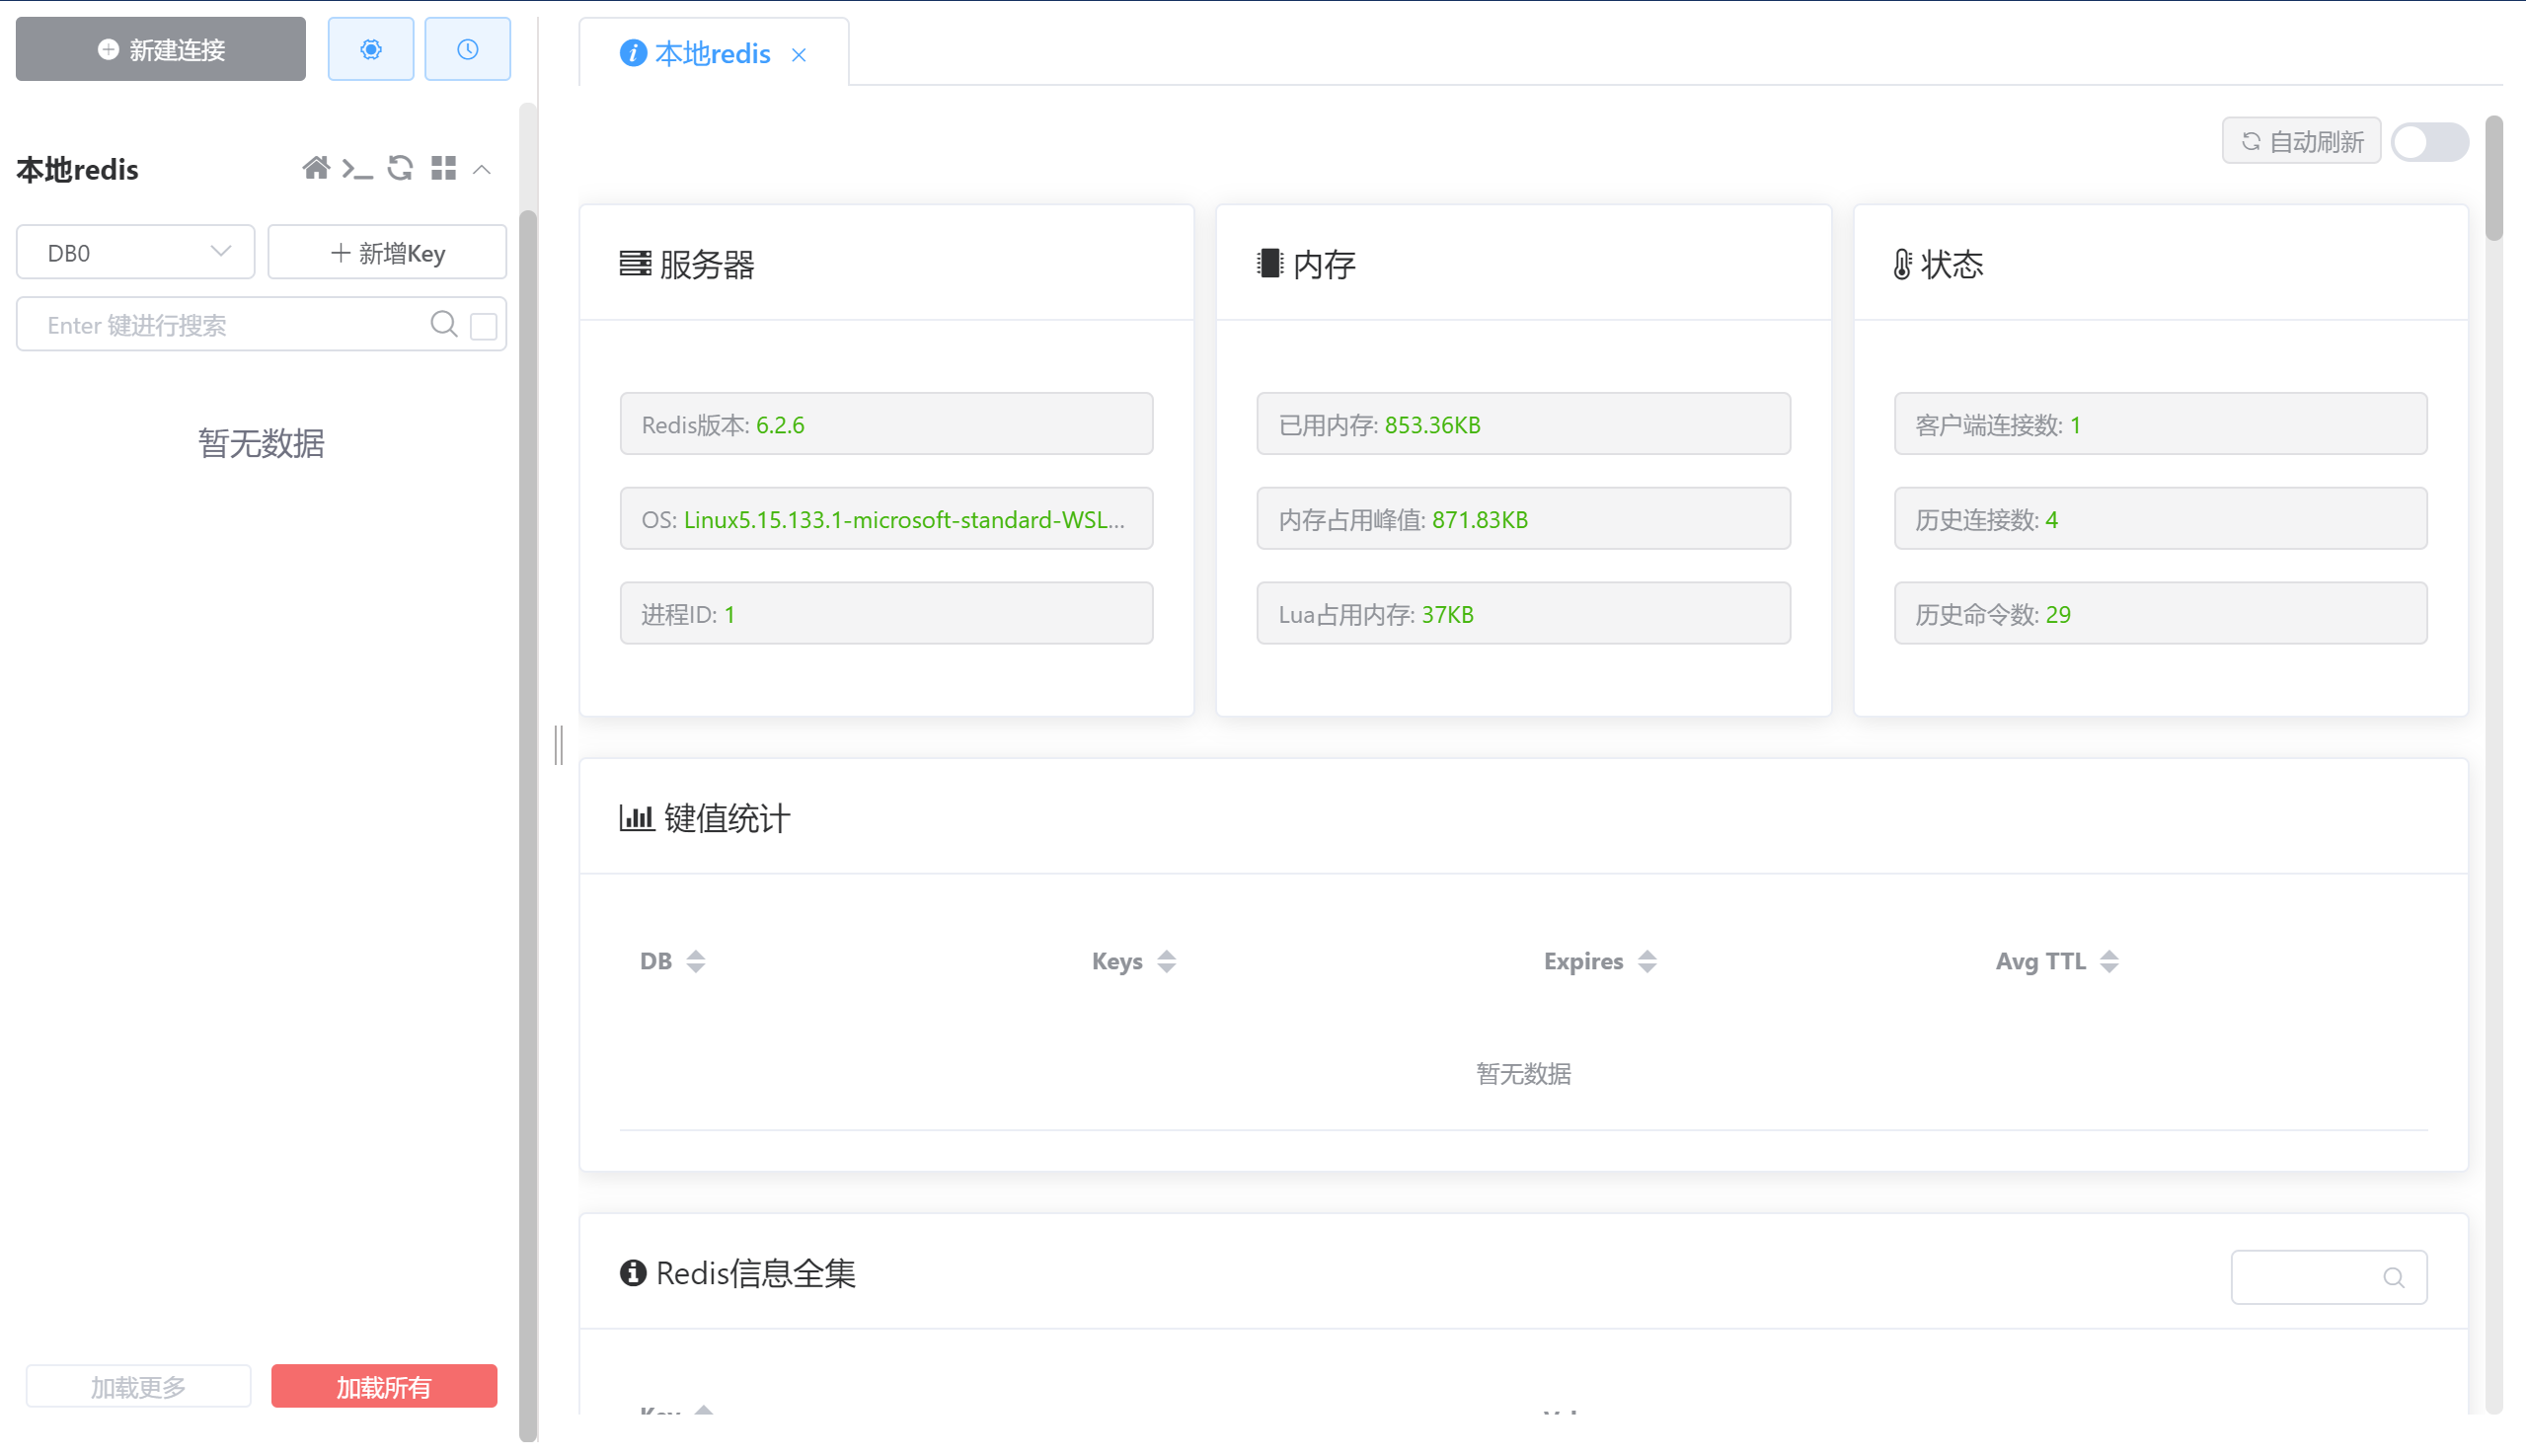 新建连接
本地redis
本地redis
DB0
新增Key
Enter 键进行搜索
暂无数据
加载更多
加载所有
自动刷新
服务器
Redis版本: 6.2.6
OS: Linux5.15.133.1-microsoft-standard-WSL...
进程ID: 1
内存
已用内存: 853.36KB
内存占用峰值: 871.83KB
Lua占用内存: 37KB
状态
客户端连接数: 1
历史连接数: 4
历史命令数: 29
键值统计
DB Keys Expires Avg TTL
暂无数据
Redis信息全集
Key